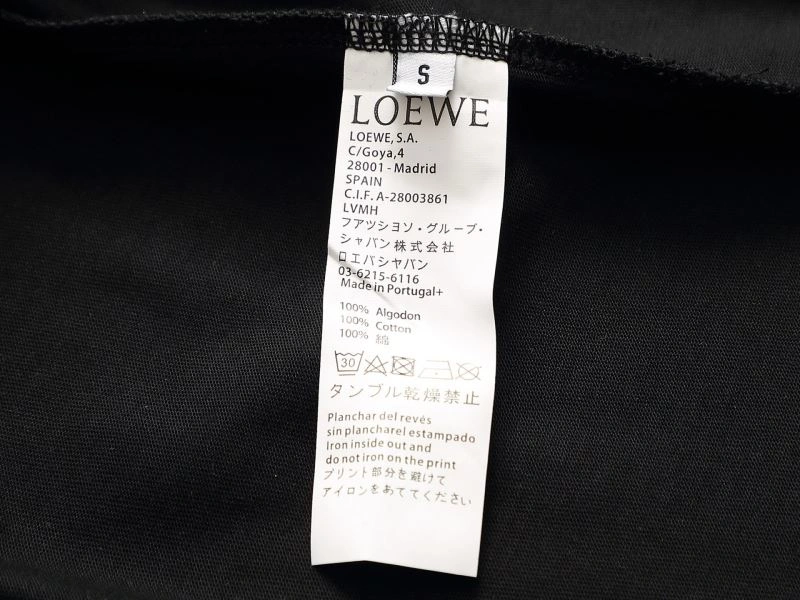 S
LOEWE
LOEWE, S.A.
C/Goya,4
28001 - Madrid
SPAIN
C.I.F. A-28003861
LVMH
フアツシヨソ・グループ・
シャバン株式会社
ロエバシヤバン
03-6215-6116
Made in Portugal+
100% Algodon
100% Cotton
100% 綿
30
タンブル乾燥禁止
Planchar del revés
sin plancharel estampado
Iron inside out and
do not iron on the print
プリント部分を避けて
アイロンをあててください